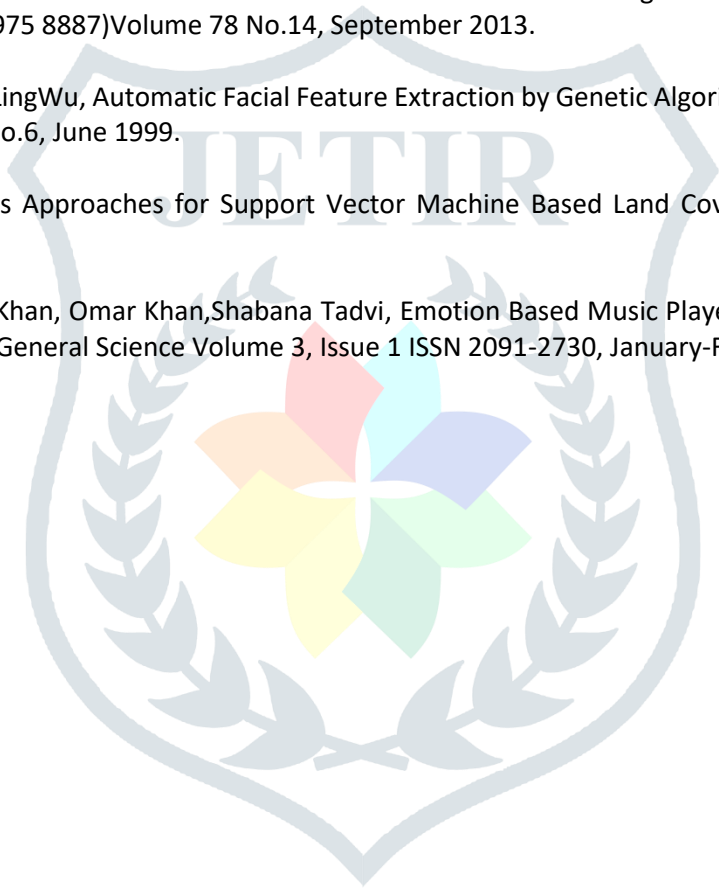 975 8887)Volume 78 No.14, September 2013.
LingWu, Automatic Facial Feature Extraction by Genetic Algori
o.6, June 1999.
JETIR
s Approaches for Support Vector Machine Based Land Cov
Khan, Omar Khan,Shabana Tadvi, Emotion Based Music Playe
General Science Volume 3, Issue 1 ISSN 2091-2730, January-F